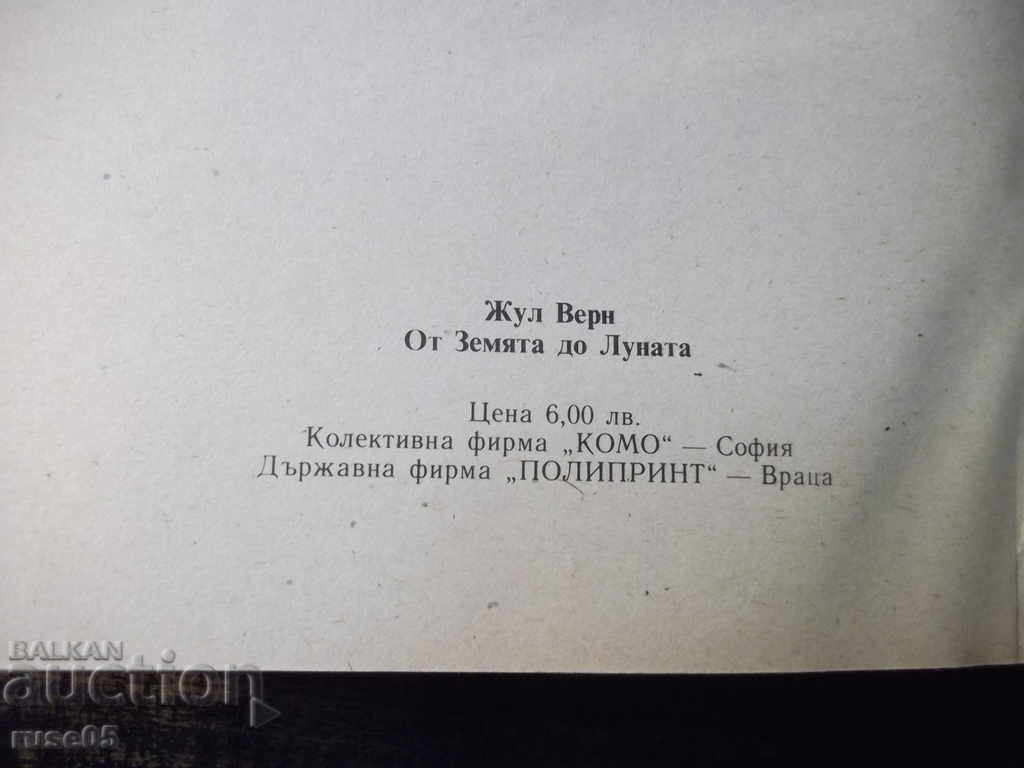 Жул Верн
От Земята до Луната
Цена 6,00 лв.
Колективна фирма „КОМО“ — София
Държавна фирма „ПОЛИПРИНТ“ — Враца
BALKAN
auction
ruse05